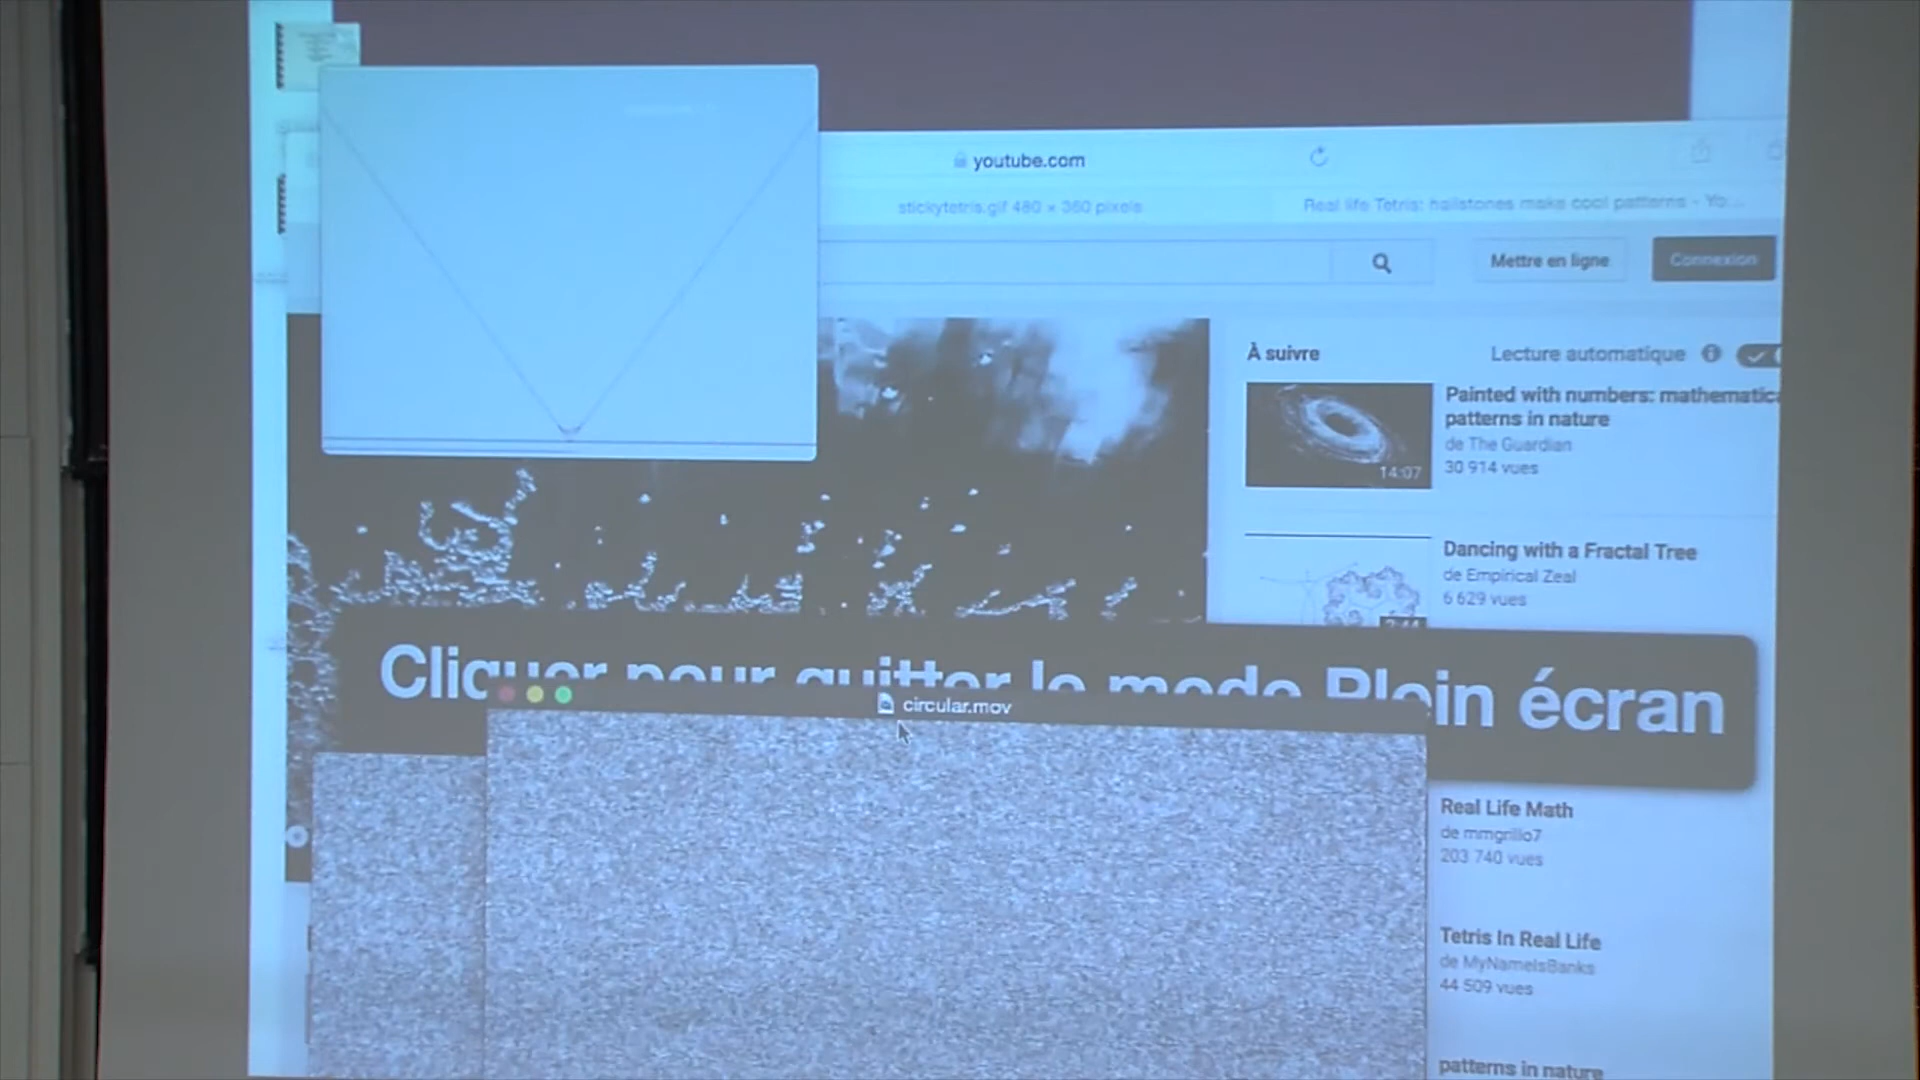 youtube.com
stickytetris.gif 480 × 360 pixels
Real life Tetris: hailstones make cool patterns - Yo...
Mettre en ligne
Connexion
À suivre
Lecture automatique
Painted with numbers: mathematica
patterns in nature
de The Guardian
30 914 vues
14:07
Dancing with a Fractal Tree
de Empirical Zeal
6 629 vues
2:44
Cliquer pour quitter le mode Plein écran
circular.mov
Real Life Math
de mmgrillo7
203 740 vues
Tetris In Real Life
de MyNameIsBanks
44 509 vues
patterns in nature